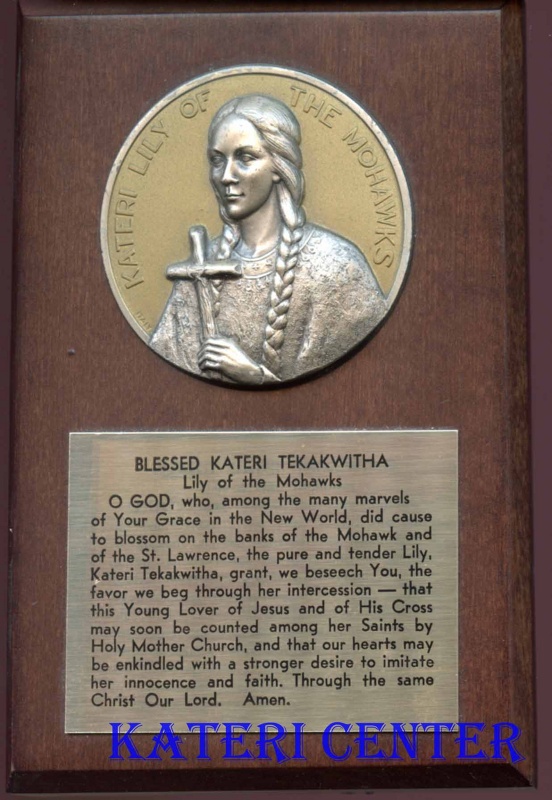 KATERI LILY OF THE MOHAWKS
BLESSED KATERI TEKAKWITHA
Lily of the Mohawks
O GOD, who, among the many marvels
of Your Grace in the New World, did cause
to blossom on the banks of the Mohawk and
of the St. Lawrence, the pure and tender Lily,
Kateri Tekakwitha, grant, we beseech You, the
favor we beg through her intercession — that
this Young Lover of Jesus and of His Cross
may soon be counted among her Saints by
Holy Mother Church, and that our hearts may
be enkindled with a stronger desire to imitate
her innocence and faith. Through the same
Christ Our Lord. Amen.
KATERI CENTER